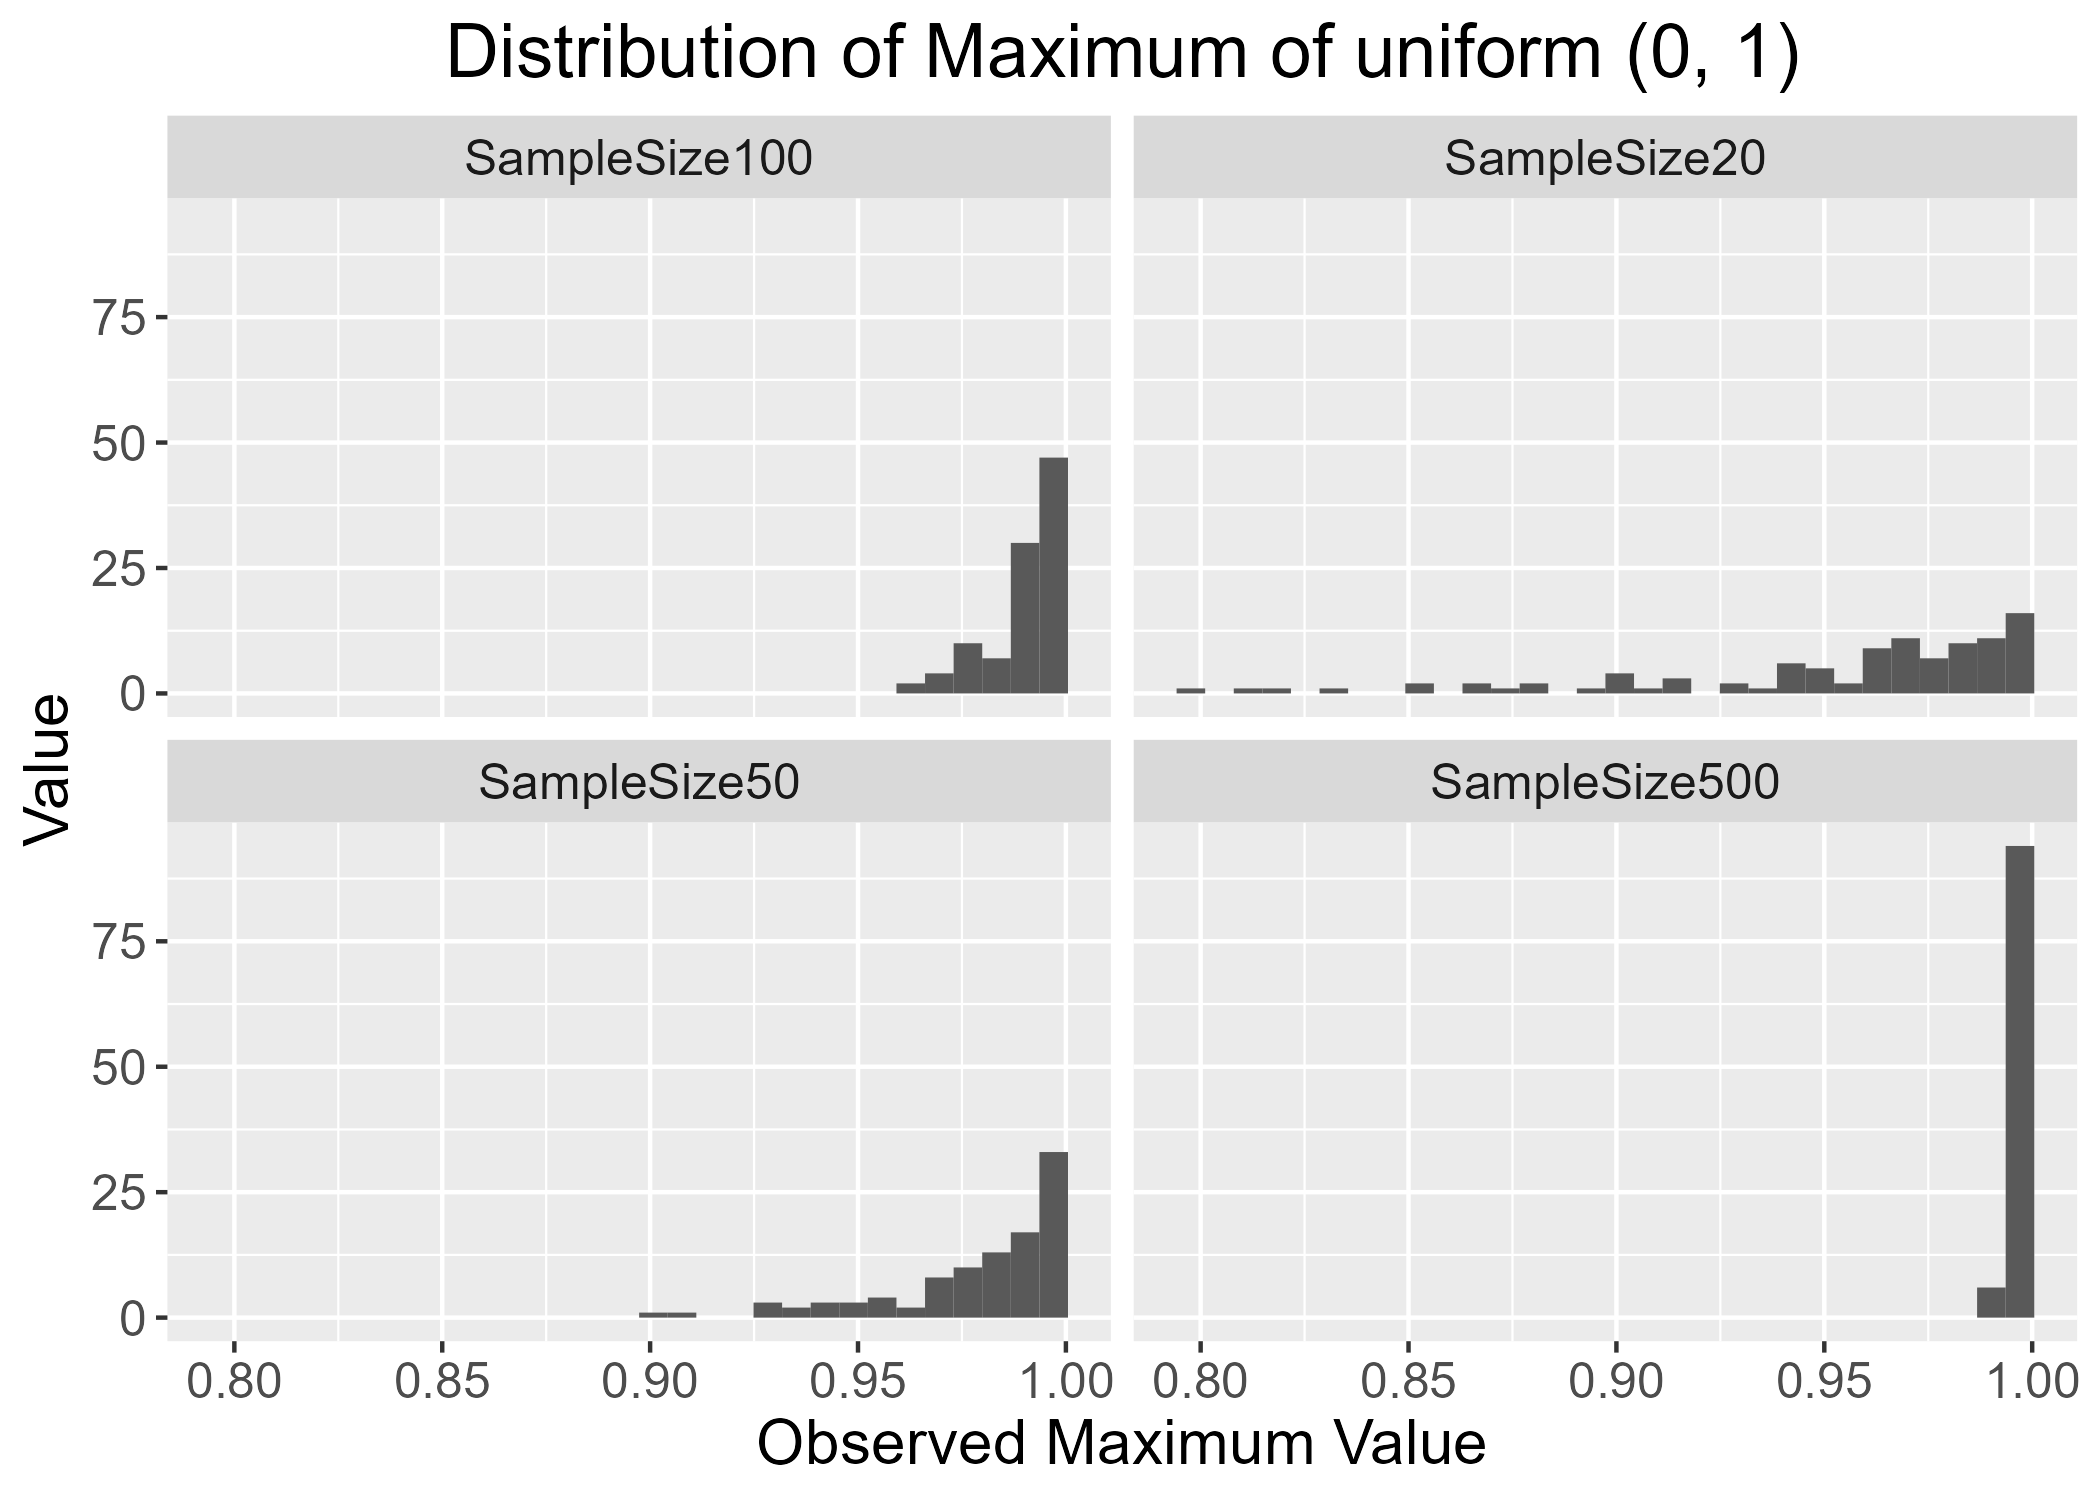 Distribution of Maximum of uniform (0, 1)
SampleSize100
SampleSize20
75
50
25
0
SampleSize50
SampleSize500
75
50
25
0
Value
0.80 0.85 0.90 0.95 1.00 0.80 0.85 0.90 0.95 1.00
Observed Maximum Value